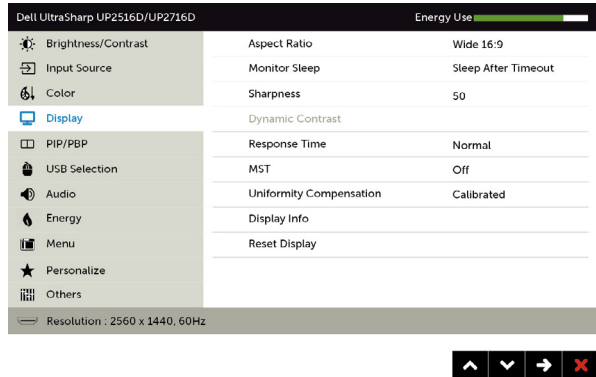 Dell UltraSharp UP2516D/UP2716D Energy Use
Brightness/Contrast Aspect Ratio Wide 16:9
Input Source Monitor Sleep Sleep After Timeout
Color Sharpness 50
Display Dynamic Contrast
PIP/PBP Response Time Normal
USB Selection MST Off
Audio Uniformity Compensation Calibrated
Energy Display Info
Menu Reset Display
Personalize
Others
Resolution : 2560 x 1440, 60Hz